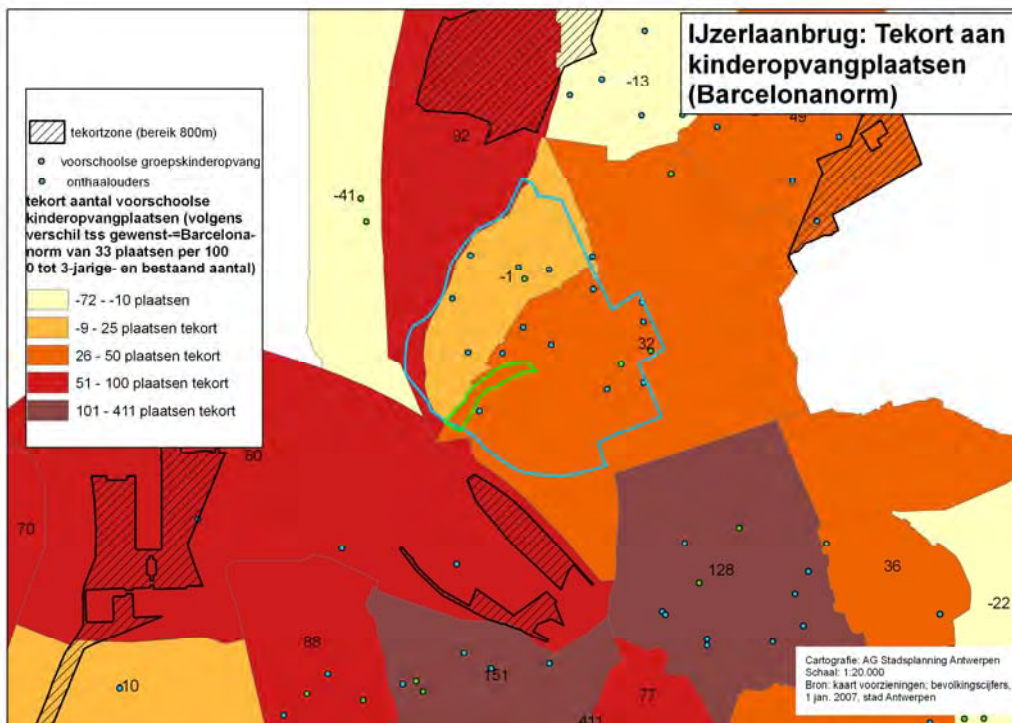 IJzerlaanbrug: Tekort aan
kinderopvangplaatsen
(Barcelonanorm)
tekortzone (bereik 800m)
voorschoolse groepskinderopvang
onthaalouders
tekort aantal voorschoolse
kinderopvangplaatsen (volgens
verschil tss gewenst-=Barcelona-
norm van 33 plaatsen per 100
0 tot 3-jarige- en bestaand aantal)
-72 - -10 plaatsen
-9 - 25 plaatsen tekort
26 - 50 plaatsen tekort
51 - 100 plaatsen tekort
101 - 411 plaatsen tekort
-13
49
92
-41
-1
32
60
70
128
36
-22
88
151
10
77
411
Cartografie: AG Stadsplanning Antwerpen
Schaal: 1:20.000
Bron: kaart voorzieningen; bevolkingscijfers,
1 jan. 2007, stad Antwerpen